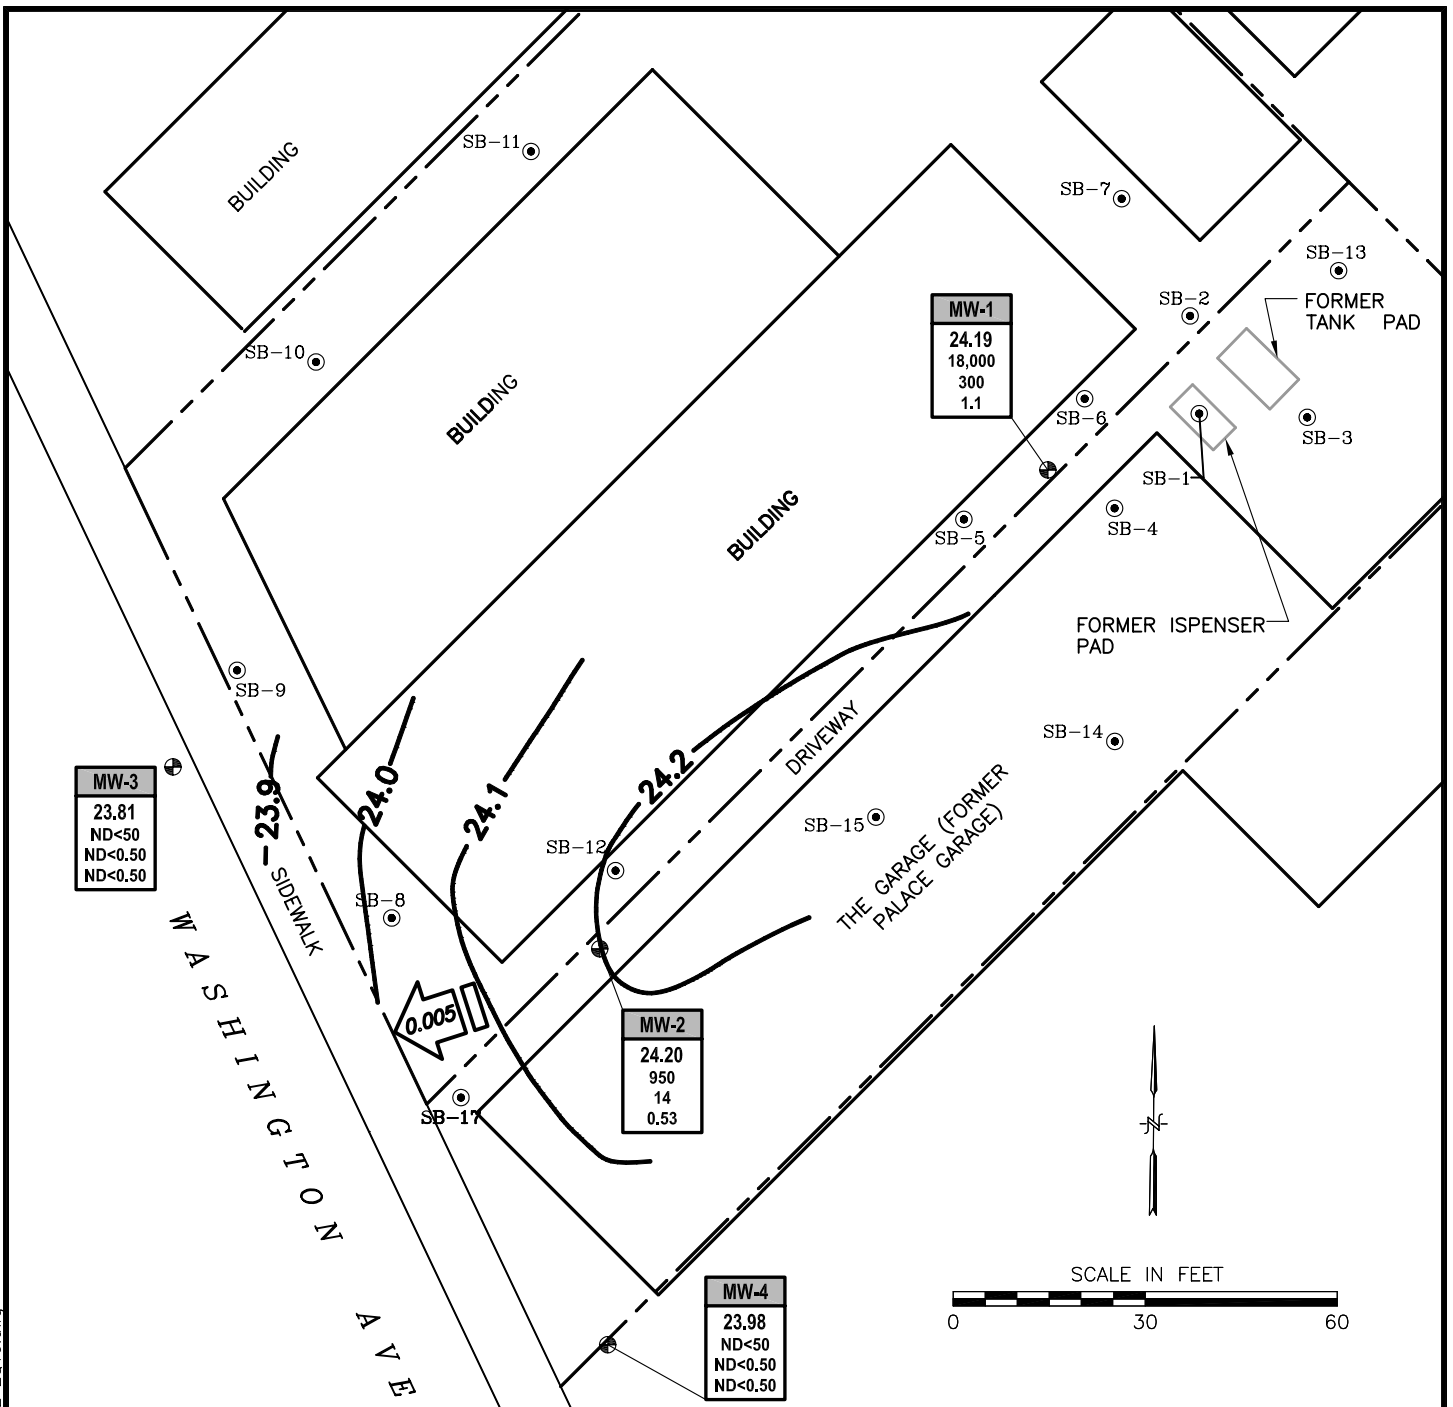 BUILDING
SB-11
SB-7
SB-13
FORMER
TANK PAD
SB-2
MW-1
24.19
18,000
300
1.1
SB-10
BUILDING
SB-6
SB-3
SB-1
BUILDING
SB-5
SB-4
FORMER ISPENSER
PAD
SB-9
MW-3
23.81
ND<50
ND<0.50
ND<0.50
23.9
24.0
24.1
24.2
DRIVEWAY
SB-14
SB-15
THE GARAGE (FORMER
PALACE GARAGE)
SB-12
SB-8
SIDEWALK
0.005
MW-2
24.20
950
14
0.53
SB-17
WASHINGTON AVE
N
MW-4
23.98
ND<50
ND<0.50
ND<0.50
SCALE IN FEET
0 30 60